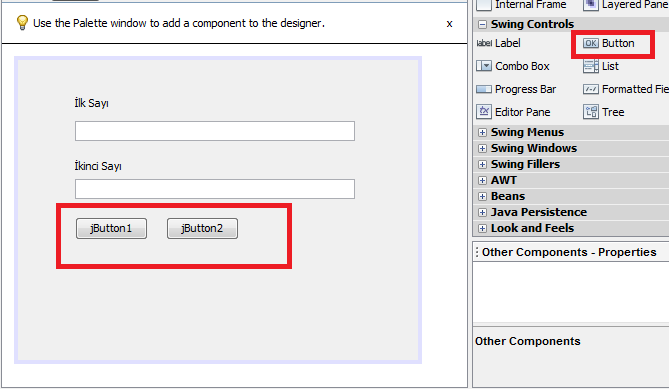 Use the Palette window to add a component to the designer.
x
İlk Sayı
İkinci Sayı
jButton1
jButton2
Internal Frame
Layered Pane
Swing Controls
label Label
OK Button
Combo Box
List
Progress Bar
Formatted Fie
Editor Pane
Tree
Swing Menus
Swing Windows
Swing Fillers
AWT
Beans
Java Persistence
Look and Feels
Other Components - Properties
Other Components